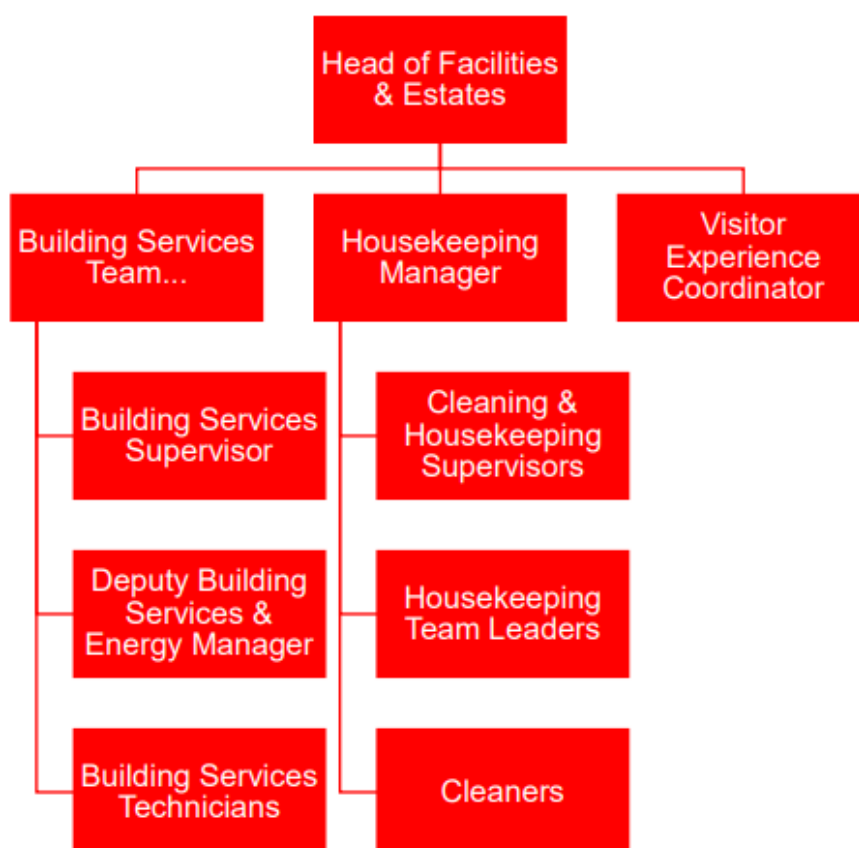 Head of Facilities
& Estates
Building Services
Team...
Housekeeping
Manager
Visitor
Experience
Coordinator
Building Services
Supervisor
Cleaning &
Housekeeping
Supervisors
Deputy Building
Services &
Energy Manager
Housekeeping
Team Leaders
Building Services
Technicians
Cleaners